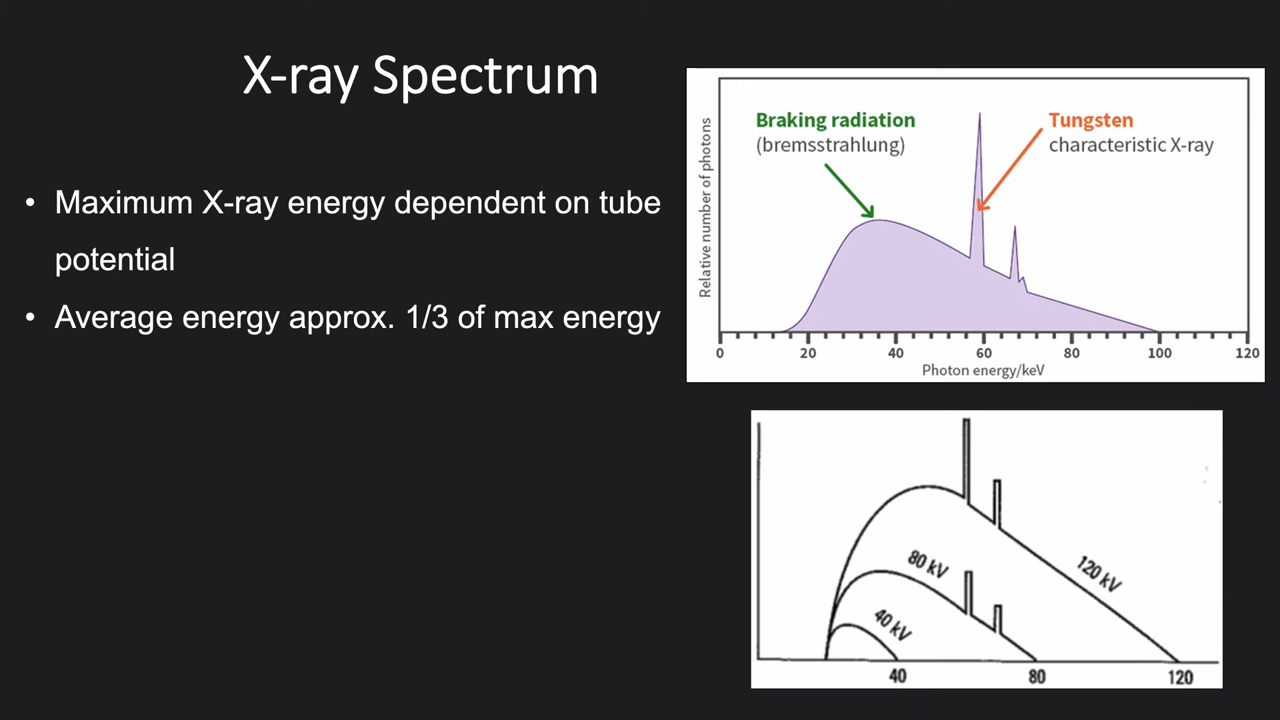 X-ray Spectrum
• Maximum X-ray energy dependent on tube
potential
• Average energy approx. 1/3 of max energy
Braking radiation
(bremsstrahlung)
Tungsten
characteristic X-ray
Relative number of photons
0 20 40 60 80 100 120
Photon energy/keV
80 kV
120 kV
40 kV
40 80 120